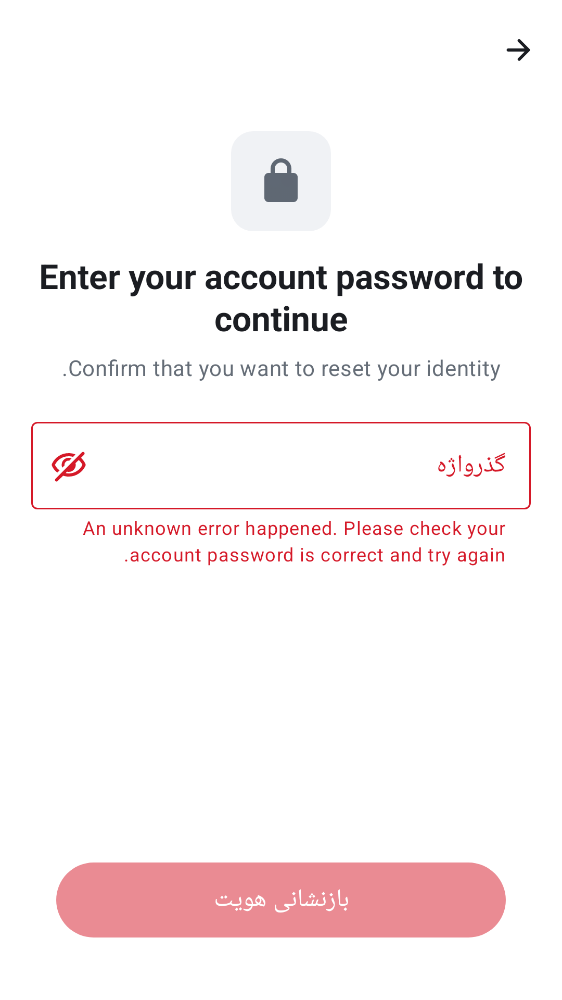 Enter your account password to
continue
.Confirm that you want to reset your identity
گذرواژه
An unknown error happened. Please check your
.account password is correct and try again
بازنشانی هویت